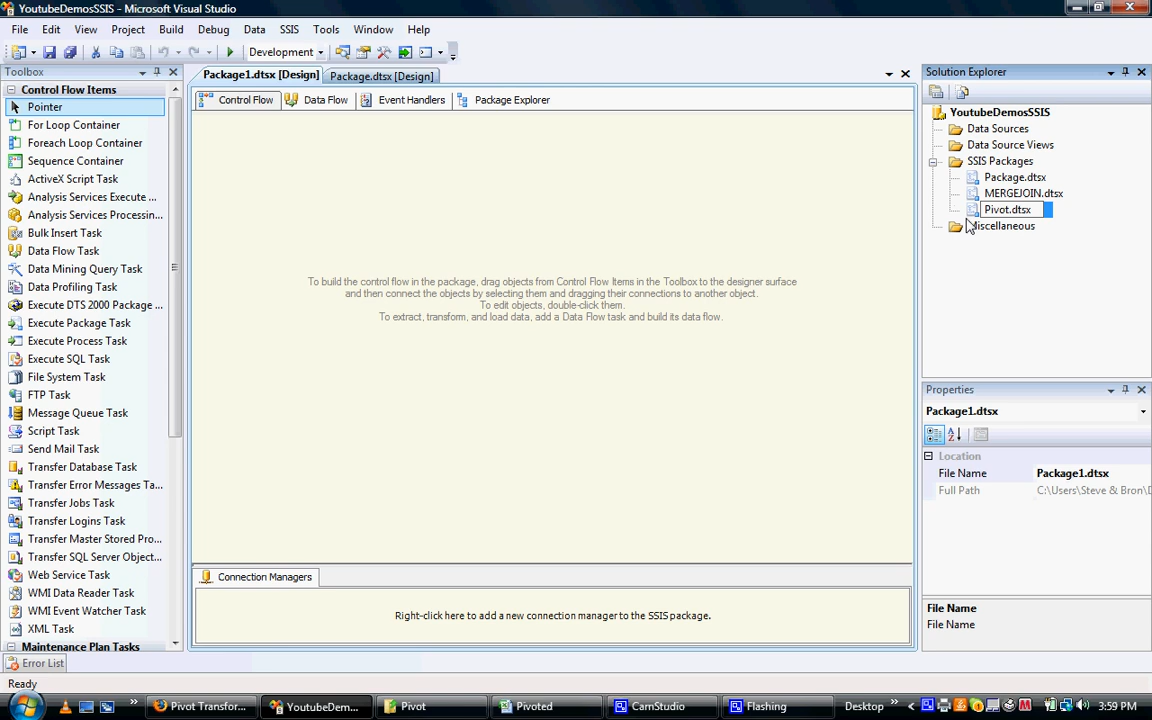 YoutubeDemosSSIS - Microsoft Visual Studio
File Edit View Project Build Debug Data SSIS Tools Window Help
Development
Toolbox
Control Flow Items
Pointer
For Loop Container
Foreach Loop Container
Sequence Container
ActiveX Script Task
Analysis Services Execute ...
Analysis Services Processin...
Bulk Insert Task
Data Flow Task
Data Mining Query Task
Data Profiling Task
Execute DTS 2000 Package ...
Execute Package Task
Execute Process Task
Execute SQL Task
File System Task
FTP Task
Message Queue Task
Script Task
Send Mail Task
Transfer Database Task
Transfer Error Messages Ta...
Transfer Jobs Task
Transfer Logins Task
Transfer Master Stored Pro...
Transfer SQL Server Object...
Web Service Task
WMI Data Reader Task
WMI Event Watcher Task
XML Task
Maintenance Plan Tasks
Package1.dtsx [Design] Package.dtsx [Design]
Control Flow Data Flow Event Handlers Package Explorer
To build the control flow in the package, drag objects from Control Flow Items in the Toolbox to the designer surface
and then connect the objects by selecting them and dragging their connections to another object.
To edit objects, double-click them.
To extract, transform, and load data, add a Data Flow task and build its data flow.
Connection Managers
Right-click here to add a new connection manager to the SSIS package.
Solution Explorer
YoutubeDemosSSIS
Data Sources
Data Source Views
SSIS Packages
Package.dtsx
MERGEJOIN.dtsx
Pivot.dtsx
Miscellaneous
Properties
Package1.dtsx
Location
File Name Package1.dtsx
Full Path C:\Users\Steve & Bron\D
File Name
File Name
Error List
Ready
Pivot Transfor... YoutubeDem... Pivot Pivoted CamStudio Flashing Desktop 3:59 PM